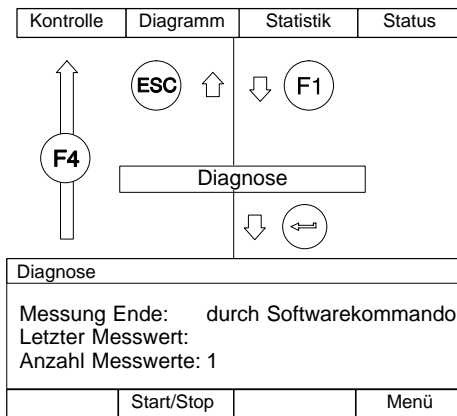 Kontrolle Diagramm Statistik Status
ESC F1
F4
Diagnose
Diagnose
Messung Ende: durch Softwarekommando
Letzter Messwert:
Anzahl Messwerte: 1
Start/Stop Menü